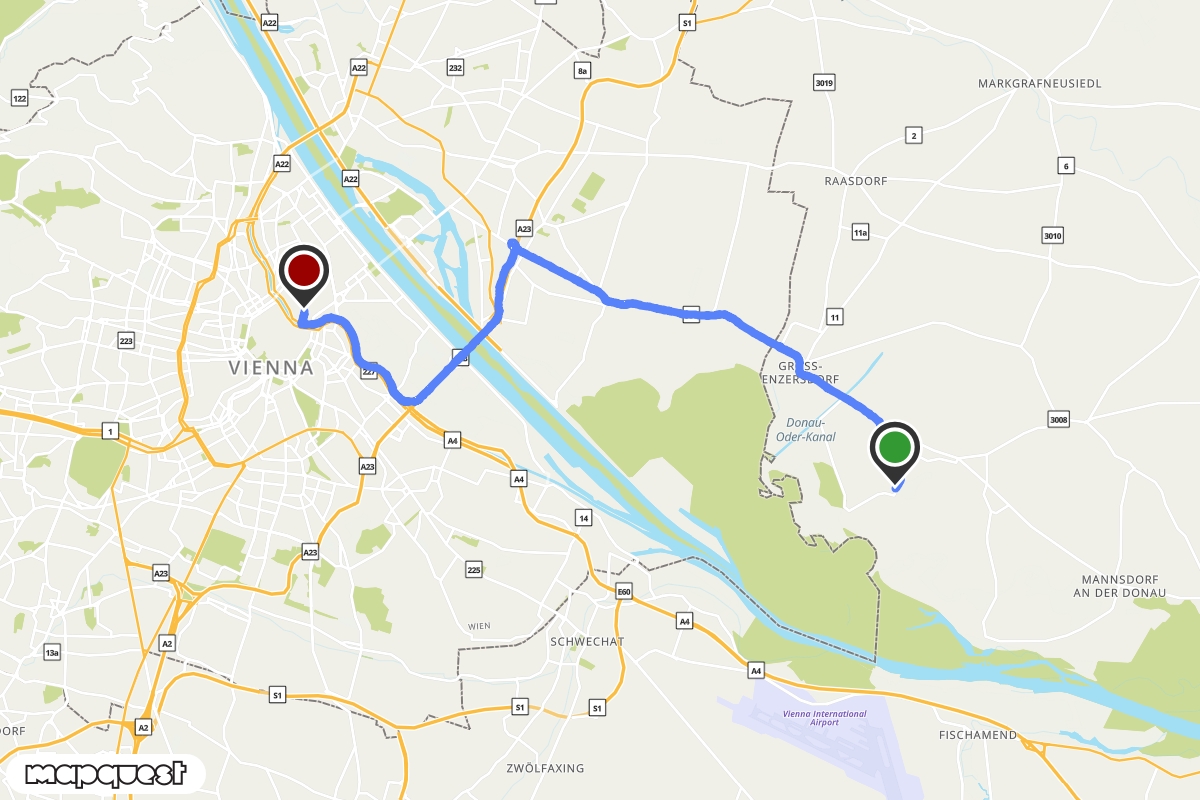 A22
S1
A22
232
8a
3019
MARKGRAFNEUSIEDL
122
2
A22
6
A22
RAASDORF
A23
11a
3010
11
223
VIENNA
GROSS-
ENZERSDORF
3008
Donau-
Oder-Kanal
1
A4
A23
A4
14
A23
225
A23
E60
MANNSDORF
AN DER DONAU
WIEN
A4
SCHWECHAT
A2
13a
A4
S1
S1
S1
Vienna International
Airport
A2
DORF
FISCHAMEND
ZWÖLFAXING
mapquest